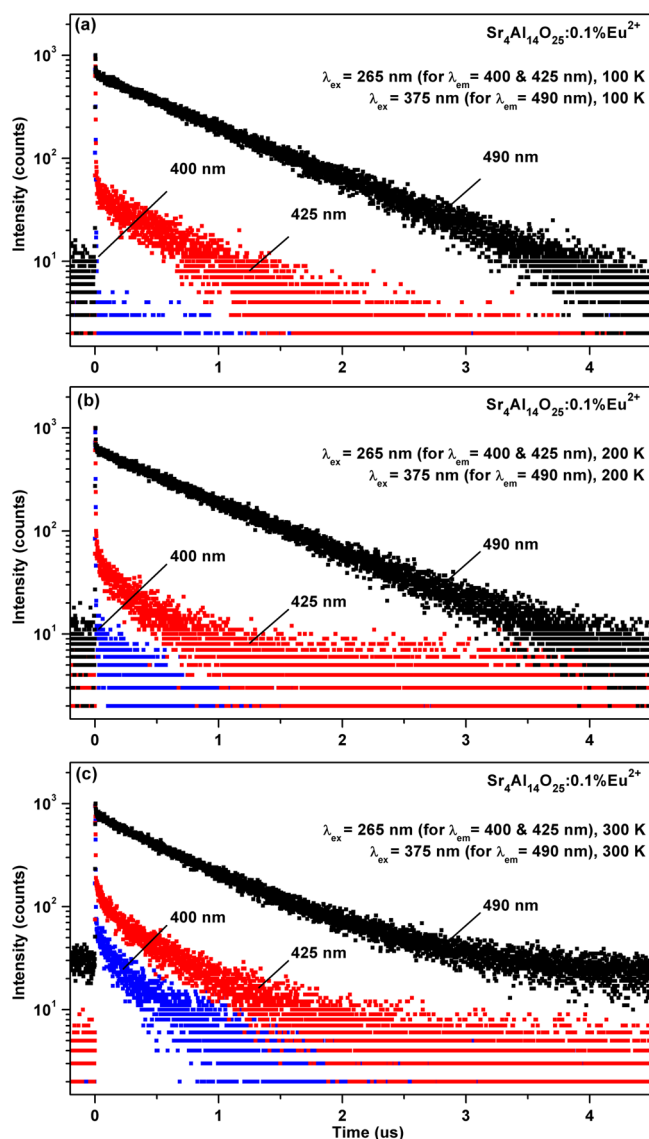 (a)
Sr₄Al₁₄O₂₅:0.1%Eu²⁺
λex = 265 nm (for λem= 400 & 425 nm), 100 K
λex = 375 nm (for λem= 490 nm), 100 K
400 nm
490 nm
425 nm
Intensity (counts)
10³
10²
10¹
0 1 2 3 4
(b)
Sr₄Al₁₄O₂₅:0.1%Eu²⁺
λex = 265 nm (for λem= 400 & 425 nm), 200 K
λex = 375 nm (for λem= 490 nm), 200 K
400 nm
490 nm
425 nm
Intensity (counts)
10³
10²
10¹
0 1 2 3 4
(c)
Sr₄Al₁₄O₂₅:0.1%Eu²⁺
λex = 265 nm (for λem= 400 & 425 nm), 300 K
λex = 375 nm (for λem= 490 nm), 300 K
400 nm
490 nm
425 nm
Intensity (counts)
10³
10²
10¹
0 1 2 3 4
Time (us)